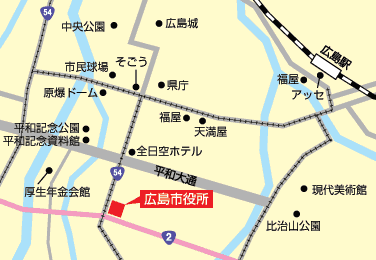 54
広島城
中央公園
広島駅
そごう
市民球場
県庁
福屋
アッセ
原爆ドーム
福屋
天満屋
平和記念公園
平和記念資料館
全日空ホテル
平和大通
54
厚生年金会館
広島市役所
現代美術館
比治山公園
2